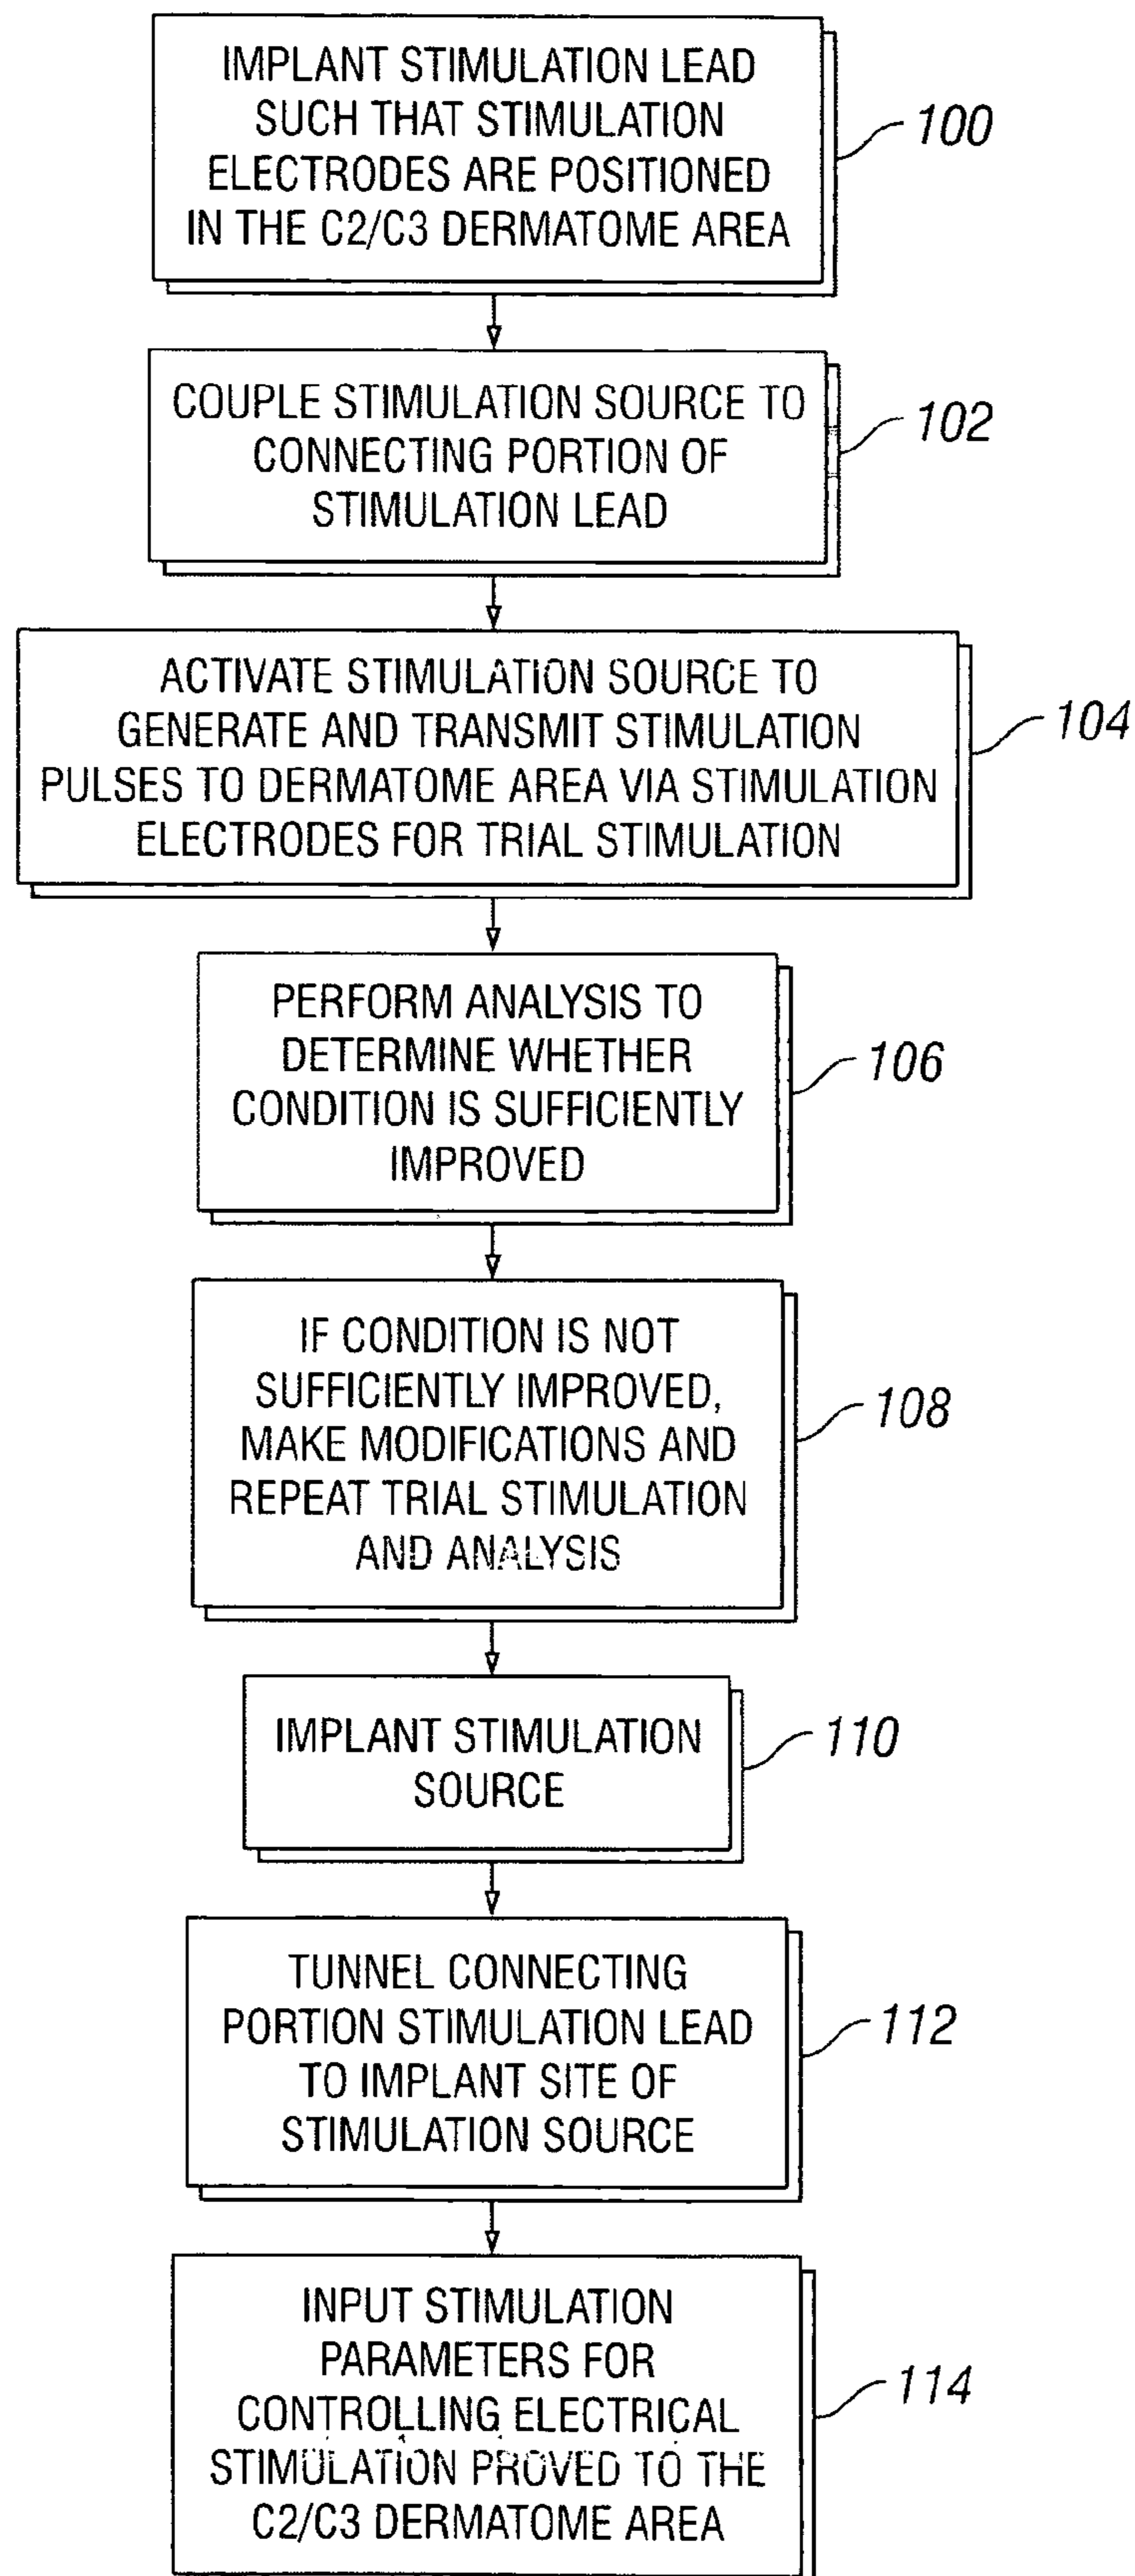 IMPLANT STIMULATION LEAD
SUCH THAT STIMULATION
ELECTRODES ARE POSITIONED
IN THE C2/C3 DERMATOME AREA
100
COUPLE STIMULATION SOURCE TO
CONNECTING PORTION OF
STIMULATION LEAD
102
ACTIVATE STIMULATION SOURCE TO
GENERATE AND TRANSMIT STIMULATION
PULSES TO DERMATOME AREA VIA STIMULATION
ELECTRODES FOR TRIAL STIMULATION
104
PERFORM ANALYSIS TO
DETERMINE WHETHER
CONDITION IS SUFFICIENTLY
IMPROVED
106
IF CONDITION IS NOT
SUFFICIENTLY IMPROVED,
MAKE MODIFICATIONS AND
REPEAT TRIAL STIMULATION
AND ANALYSIS
108
IMPLANT STIMULATION
SOURCE
110
TUNNEL CONNECTING
PORTION STIMULATION LEAD
TO IMPLANT SITE OF
STIMULATION SOURCE
112
INPUT STIMULATION
PARAMETERS FOR
CONTROLLING ELECTRICAL
STIMULATION PROVED TO THE
C2/C3 DERMATOME AREA
114